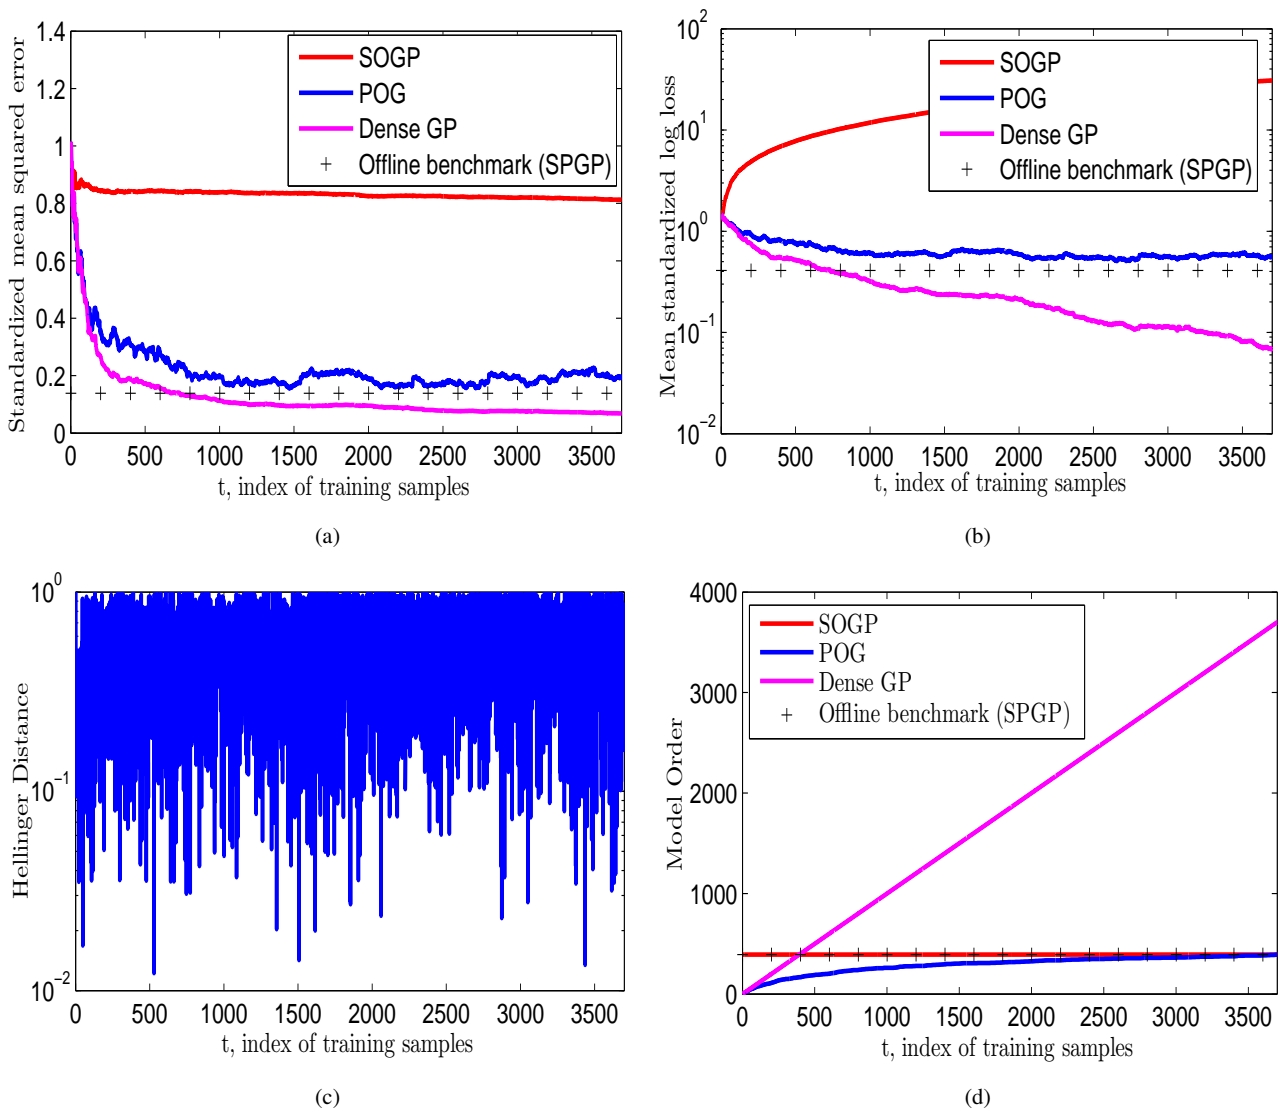 1.4
1.2
1
0.8
0.6
0.4
0.2
0
Standardized mean squared error
SOGP
POG
Dense GP
Offline benchmark (SPGP)
0 500 1000 1500 2000 2500 3000 3500
t, index of training samples
(a)
10^2
10^1
10^0
10^-1
10^-2
Mean standardized log loss
SOGP
POG
Dense GP
Offline benchmark (SPGP)
0 500 1000 1500 2000 2500 3000 3500
t, index of training samples
(b)
10^0
10^-1
10^-2
Hellinger Distance
0 500 1000 1500 2000 2500 3000 3500
t, index of training samples
(c)
4000
3000
2000
1000
0
Model Order
SOGP
POG
Dense GP
Offline benchmark (SPGP)
0 500 1000 1500 2000 2500 3000 3500
t, index of training samples
(d)